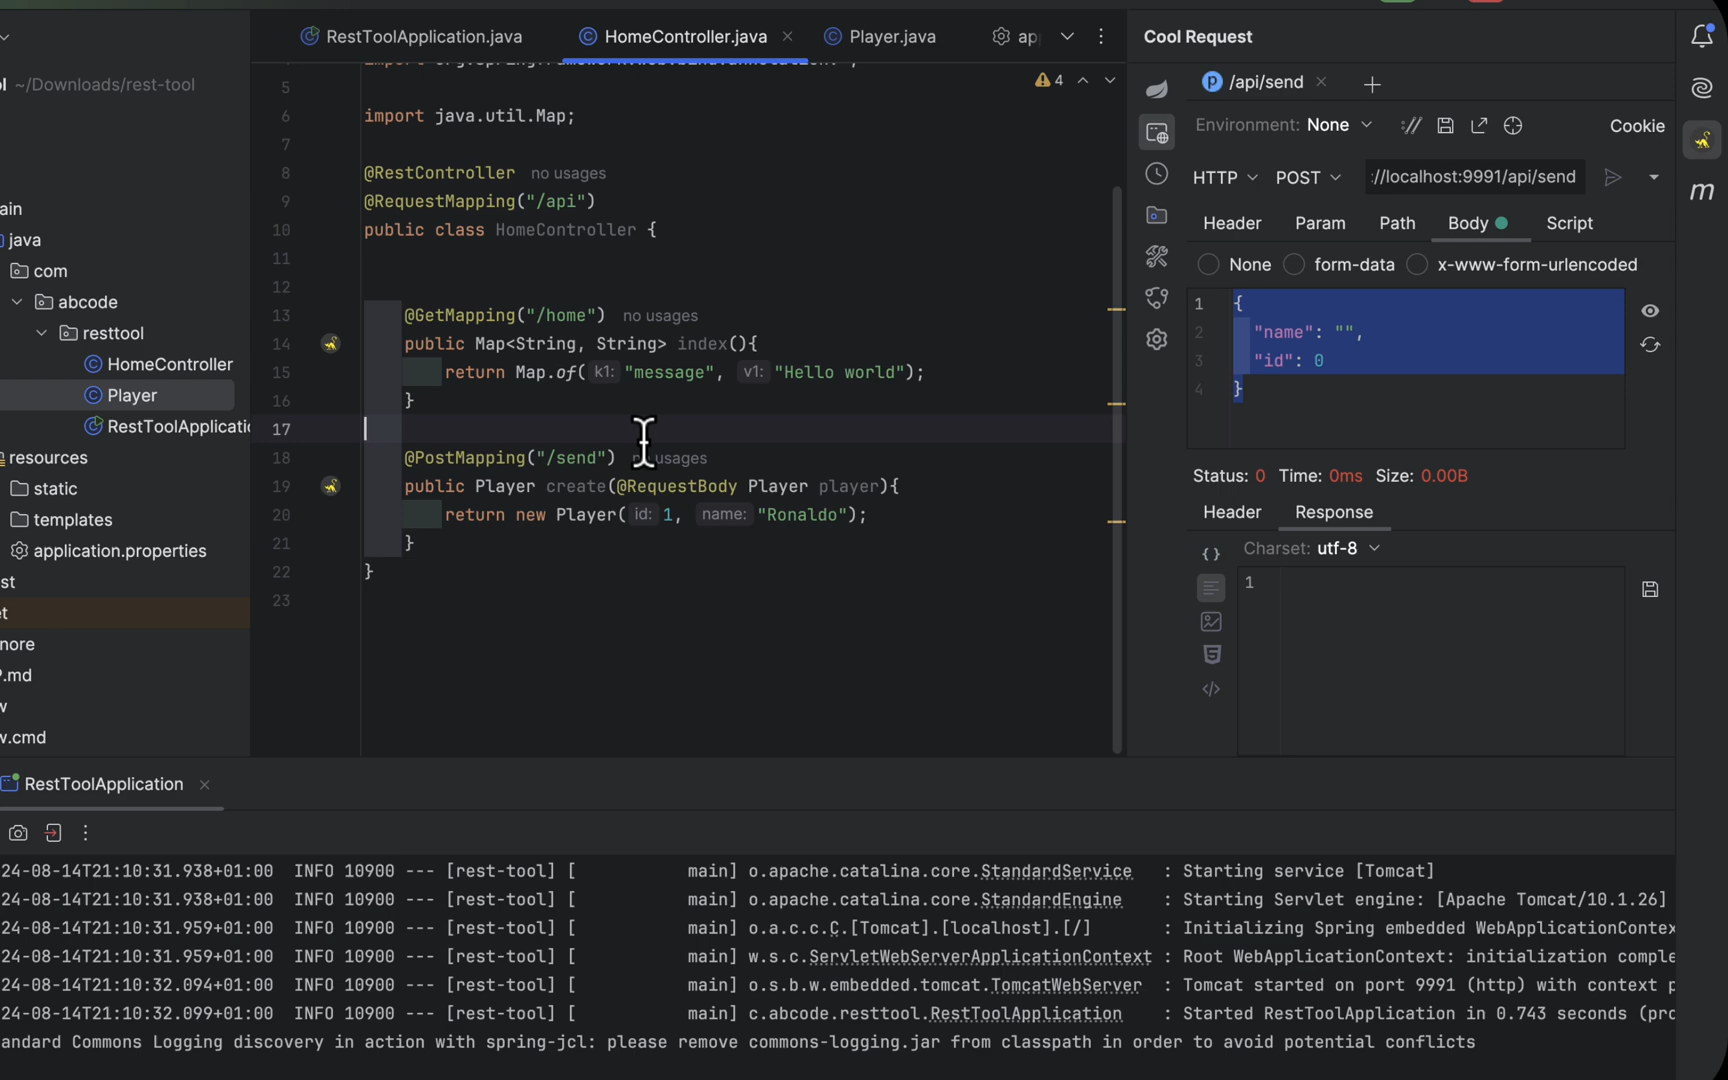 RestToolApplication.java
HomeController.java
Player.java
ap
Cool Request
~/Downloads/rest-tool
ain
java
com
abcode
resttool
HomeController
Player
RestToolApplicatic
resources
static
templates
application.properties
st
et
nore
P.md
w
w.cmd
4
5
6 import java.util.Map;
7
8 @RestController no usages
9 @RequestMapping("/api")
10 public class HomeController {
11
12
13 @GetMapping("/home") no usages
14 public Map<String, String> index(){
15 return Map.of( k1: "message", v1: "Hello world");
16 }
17
18 @PostMapping("/send") no usages
19 public Player create(@RequestBody Player player){
20 return new Player( id: 1, name: "Ronaldo");
21 }
22 }
23
/api/send
Environment: None
Cookie
HTTP POST ://localhost:9991/api/send
Header Param Path Body Script
None form-data x-www-form-urlencoded
1 {
2 "name": "",
3 "id": 0
4 }
Status: 0 Time: 0ms Size: 0.00B
Header Response
Charset: utf-8
1
RestToolApplication
24-08-14T21:10:31.938+01:00 INFO 10900 --- [rest-tool] [ main] o.apache.catalina.core.StandardService : Starting service [Tomcat]
24-08-14T21:10:31.938+01:00 INFO 10900 --- [rest-tool] [ main] o.apache.catalina.core.StandardEngine : Starting Servlet engine: [Apache Tomcat/10.1.26]
24-08-14T21:10:31.959+01:00 INFO 10900 --- [rest-tool] [ main] o.a.c.c.C.[Tomcat].[localhost].[/] : Initializing Spring embedded WebApplicationContex
24-08-14T21:10:31.959+01:00 INFO 10900 --- [rest-tool] [ main] w.s.c.ServletWebServerApplicationContext : Root WebApplicationContext: initialization comple
24-08-14T21:10:32.094+01:00 INFO 10900 --- [rest-tool] [ main] o.s.b.w.embedded.tomcat.TomcatWebServer : Tomcat started on port 9991 (http) with context p
24-08-14T21:10:32.099+01:00 INFO 10900 --- [rest-tool] [ main] c.abcode.resttool.RestToolApplication : Started RestToolApplication in 0.743 seconds (pro
andard Commons Logging discovery in action with spring-jcl: please remove commons-logging.jar from classpath in order to avoid potential conflicts